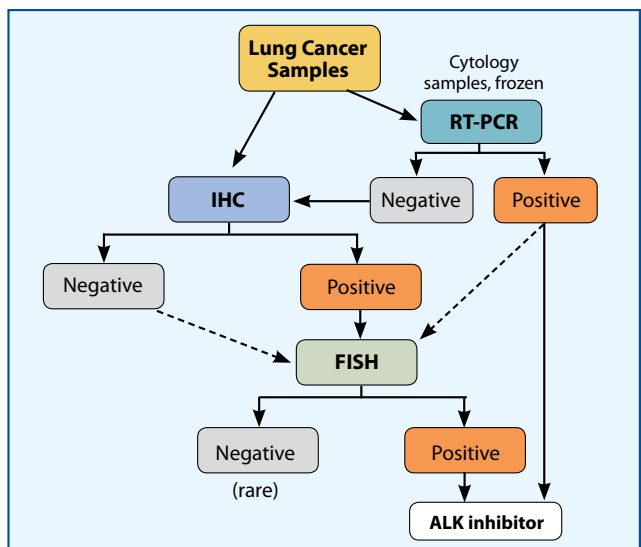 Lung Cancer
Samples
Cytology
samples, frozen
RT-PCR
IHC
Negative
Positive
Negative
Positive
FISH
Negative
Positive
(rare)
ALK inhibitor